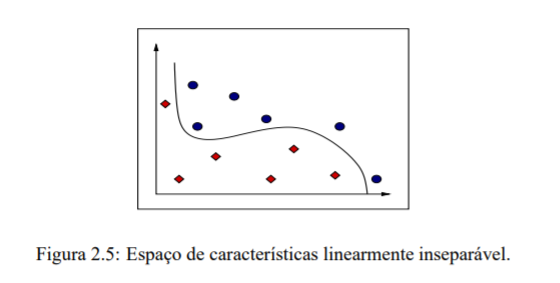 Figura 2.5: Espaço de características linearmente inseparável.